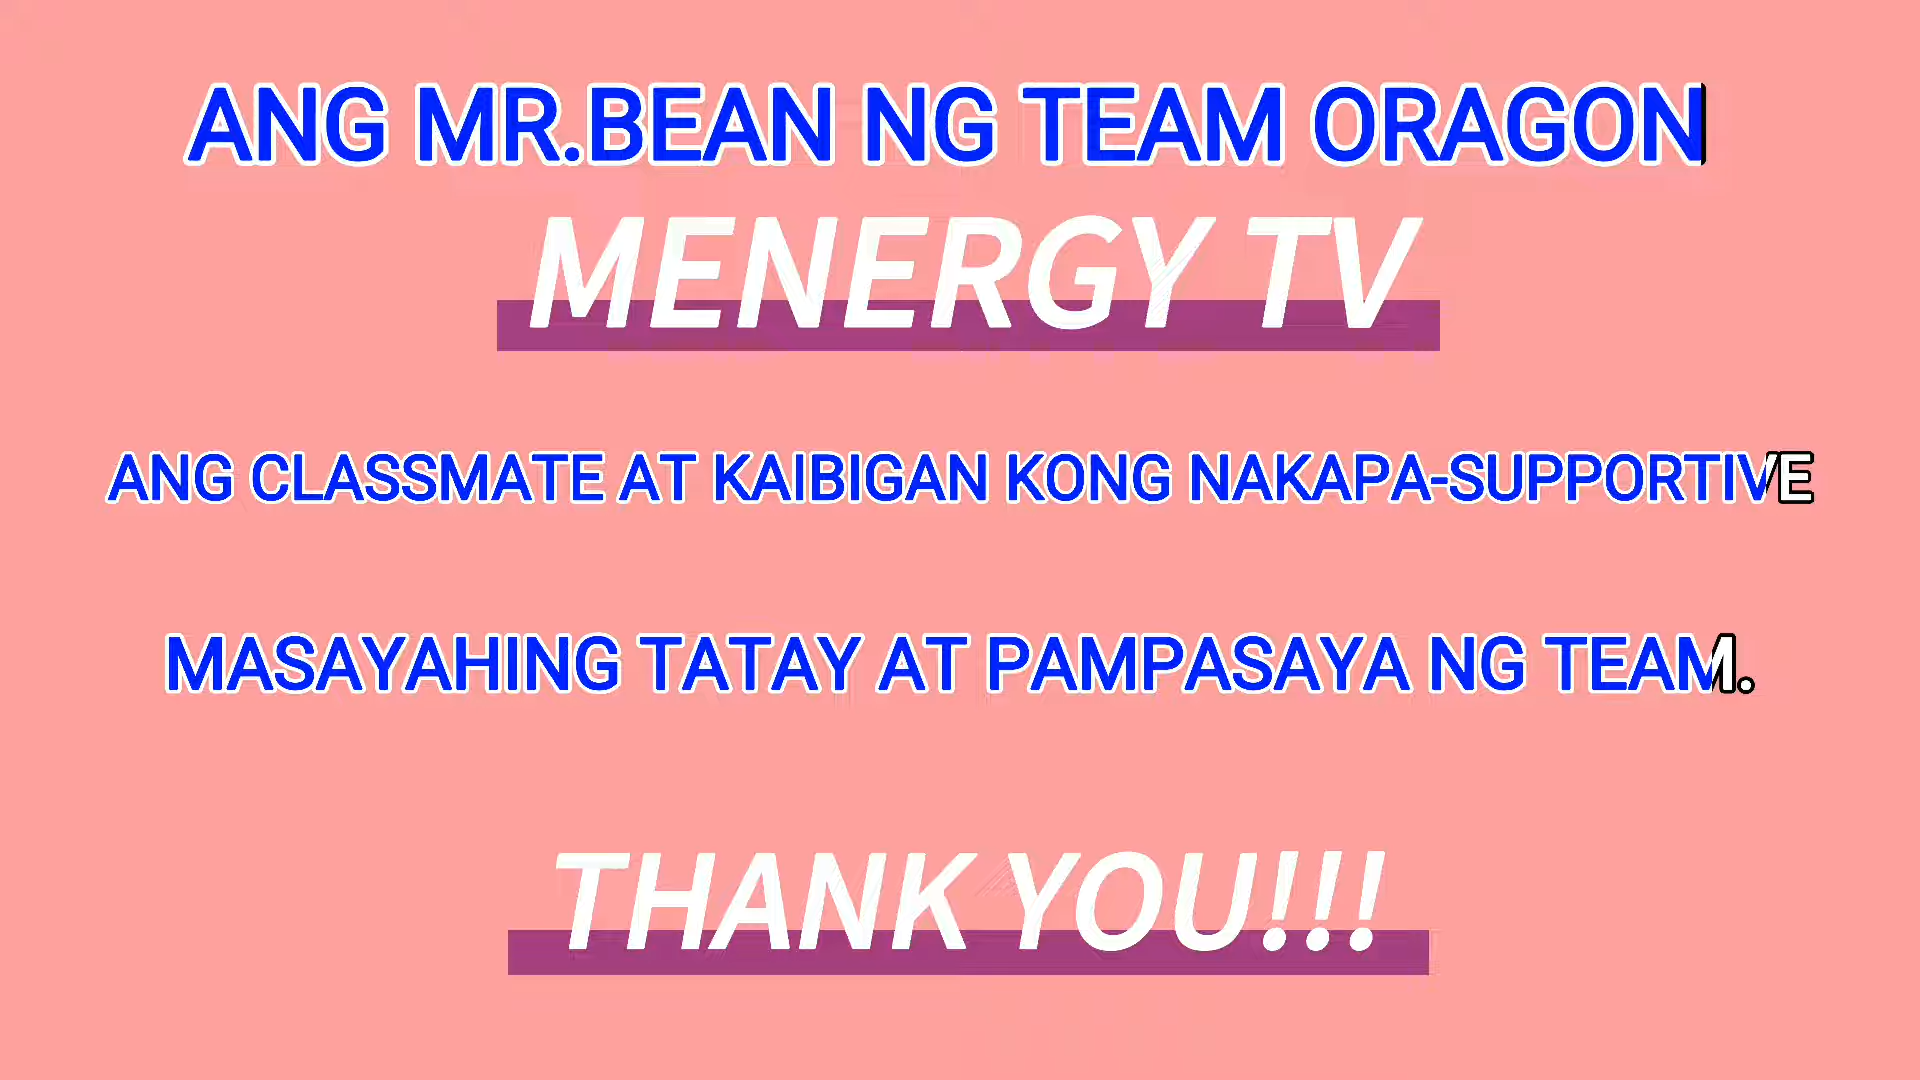 ANG MR.BEAN NG TEAM ORAGON
MENERGY TV
ANG CLASSMATE AT KAIBIGAN KONG NAKAPA-SUPPORTIVE
MASAYAHING TATAY AT PAMPASAYA NG TEAM.
THANK YOU!!!